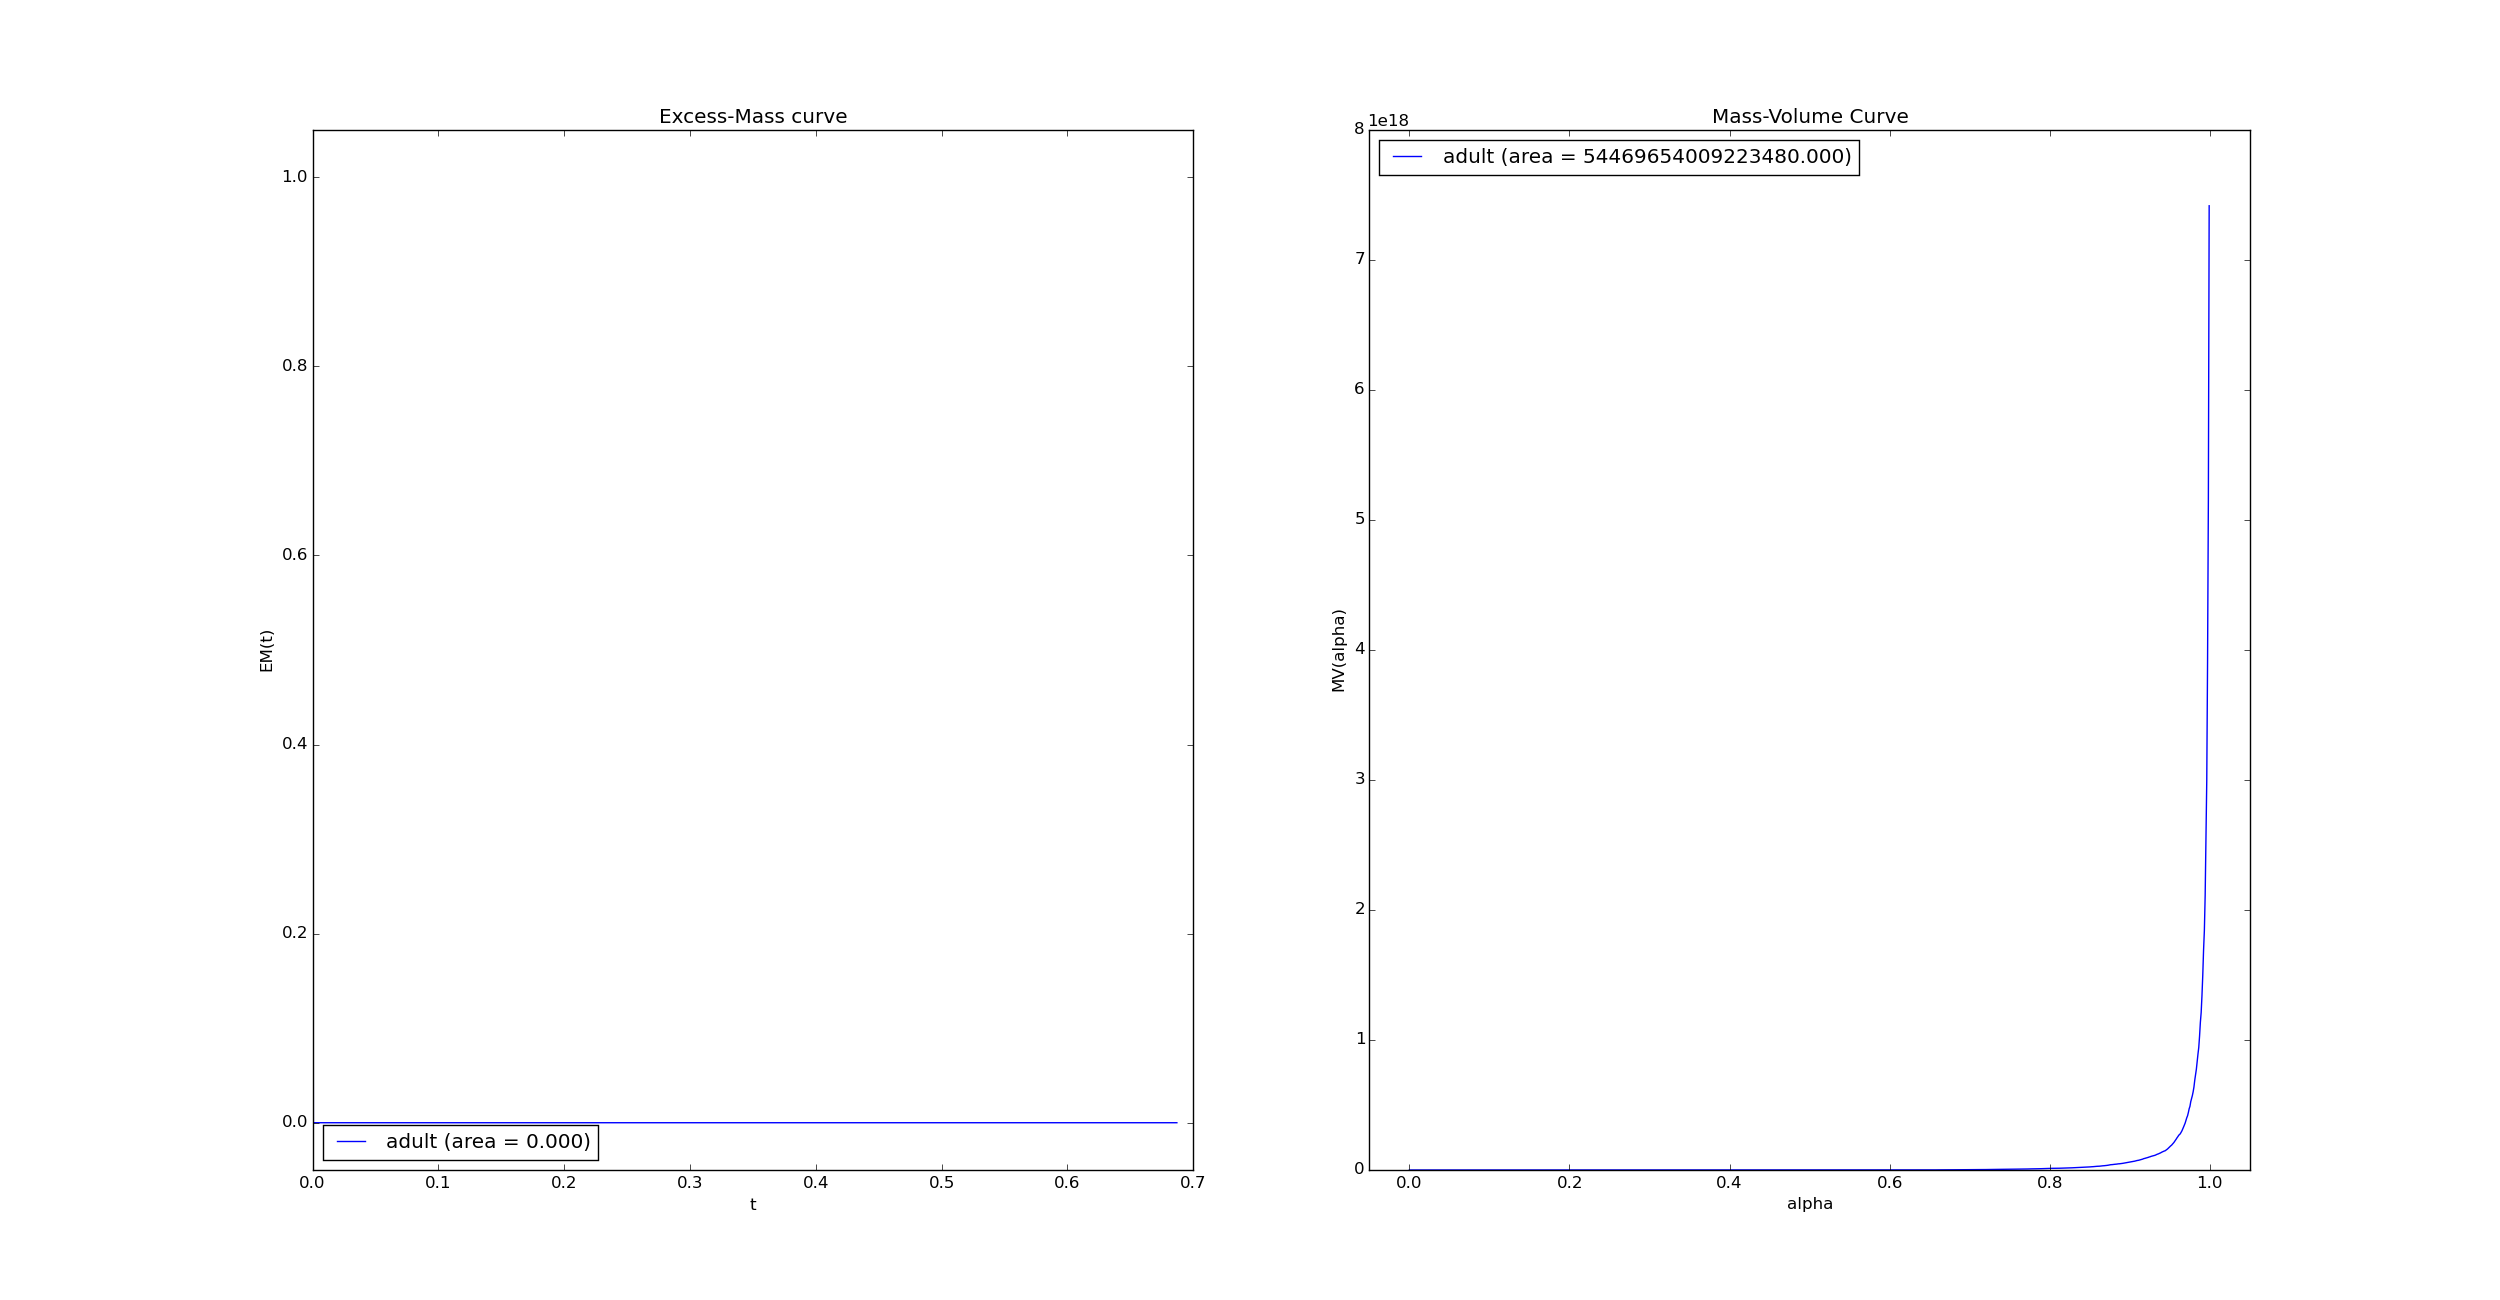 Excess-Mass curve
1.0
0.8
0.6
0.4
0.2
0.0
EM(t)
adult (area = 0.000)
0.0 0.1 0.2 0.3 0.4 0.5 0.6 0.7
t
Mass-Volume Curve
1e18
8
7
6
5
4
3
2
1
0
MV(alpha)
adult (area = 54469654009223480.000)
0.0 0.2 0.4 0.6 0.8 1.0
alpha